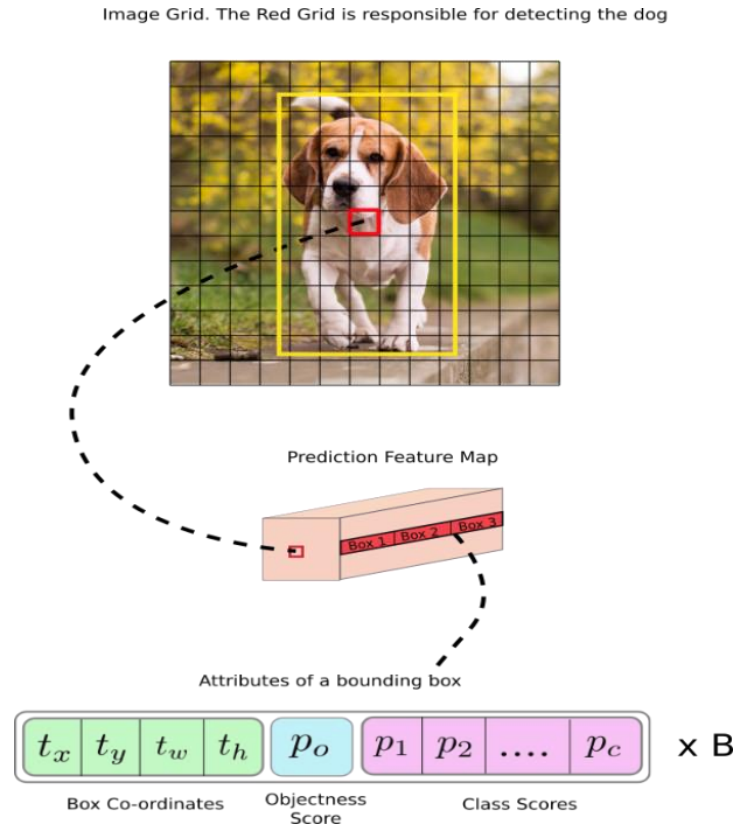 Image Grid. The Red Grid is responsible for detecting the dog
Prediction Feature Map
Box 1 Box 2 Box 3
Attributes of a bounding box
t_x t_y t_w t_h p_o p_1 p_2 .... p_c x B
Box Co-ordinates
Objectness
Score
Class Scores